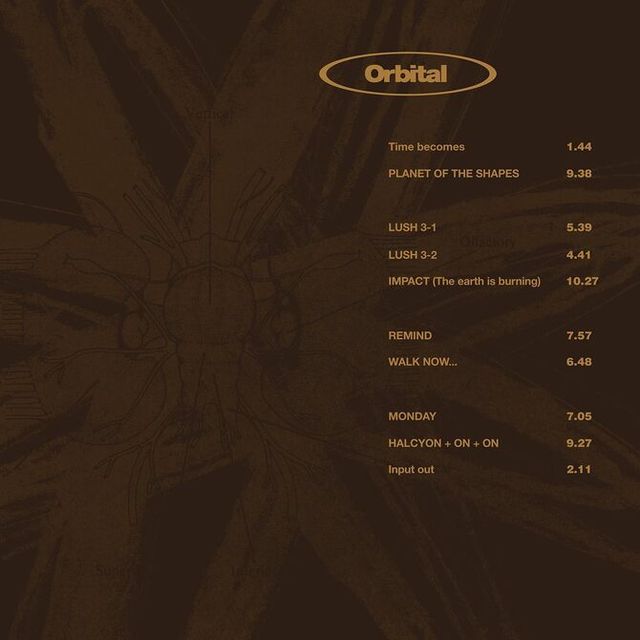 Orbital
Time becomes 1.44
PLANET OF THE SHAPES 9.38
LUSH 3-1 5.39
LUSH 3-2 4.41
IMPACT (The earth is burning) 10.27
REMIND 7.57
WALK NOW... 6.48
MONDAY 7.05
HALCYON + ON + ON 9.27
Input out 2.11
Vertical
Olfactory